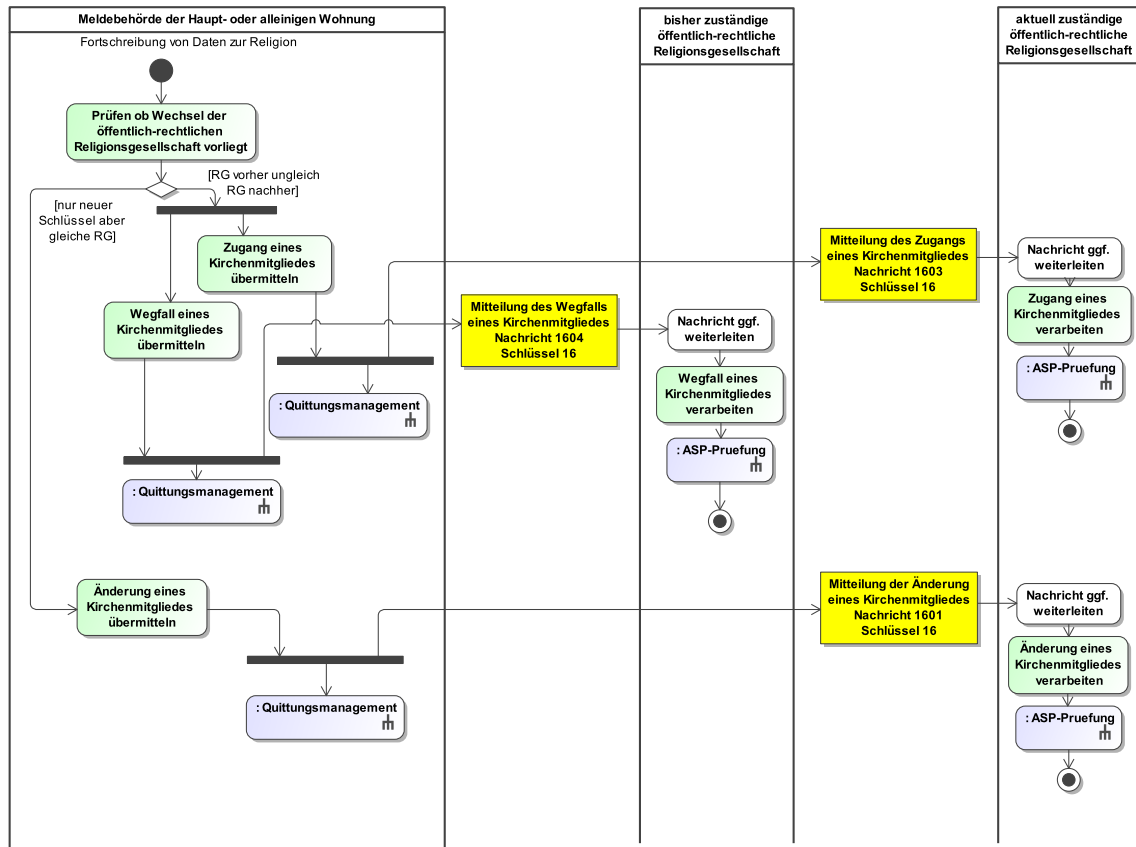 Meldebehörde der Haupt- oder alleinigen Wohnung
Fortschreibung von Daten zur Religion
Prüfen ob Wechsel der
öffentlich-rechtlichen
Religionsgesellschaft vorliegt
[RG vorher ungleich
RG nachher]
[nur neuer
Schlüssel aber
gleiche RG]
Zugang eines
Kirchenmitgliedes
übermitteln
Wegfall eines
Kirchenmitgliedes
übermitteln
: Quittungsmanagement
: Quittungsmanagement
Änderung eines
Kirchenmitgliedes
übermitteln
: Quittungsmanagement
Mitteilung des Wegfalls
eines Kirchenmitgliedes
Nachricht 1604
Schlüssel 16
bisher zuständige
öffentlich-rechtliche
Religionsgesellschaft
Nachricht ggf.
weiterleiten
Wegfall eines
Kirchenmitgliedes
verarbeiten
: ASP-Pruefung
Mitteilung des Zugangs
eines Kirchenmitgliedes
Nachricht 1603
Schlüssel 16
Mitteilung der Änderung
eines Kirchenmitgliedes
Nachricht 1601
Schlüssel 16
aktuell zuständige
öffentlich-rechtliche
Religionsgesellschaft
Nachricht ggf.
weiterleiten
Zugang eines
Kirchenmitgliedes
verarbeiten
: ASP-Pruefung
Nachricht ggf.
weiterleiten
Änderung eines
Kirchenmitgliedes
verarbeiten
: ASP-Pruefung